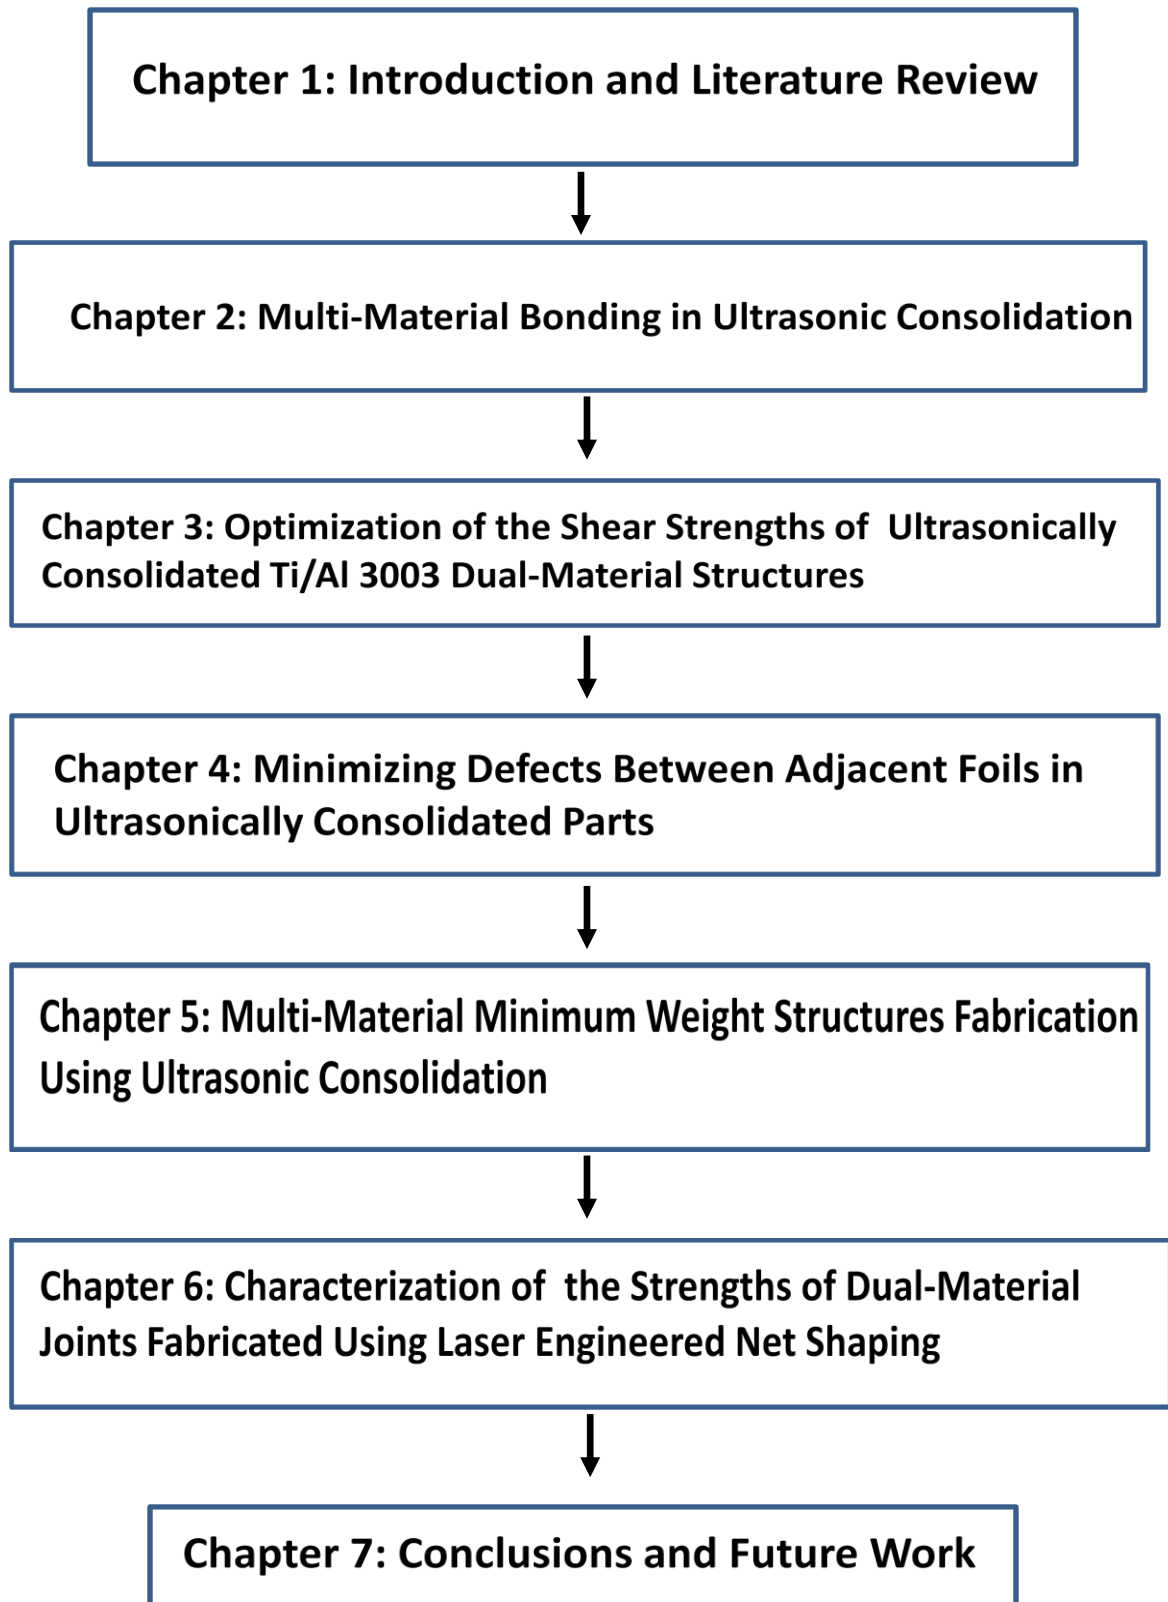 Chapter 1: Introduction and Literature Review
Chapter 2: Multi-Material Bonding in Ultrasonic Consolidation
Chapter 3: Optimization of the Shear Strengths of  Ultrasonically
Consolidated Ti/Al 3003 Dual-Material Structures
Chapter 4: Minimizing Defects Between Adjacent Foils in
Ultrasonically Consolidated Parts
Chapter 5: Multi-Material Minimum Weight Structures Fabrication
Using Ultrasonic Consolidation
Chapter 6: Characterization of  the Strengths of Dual-Material
Joints Fabricated Using Laser Engineered Net Shaping
Chapter 7: Conclusions and Future Work